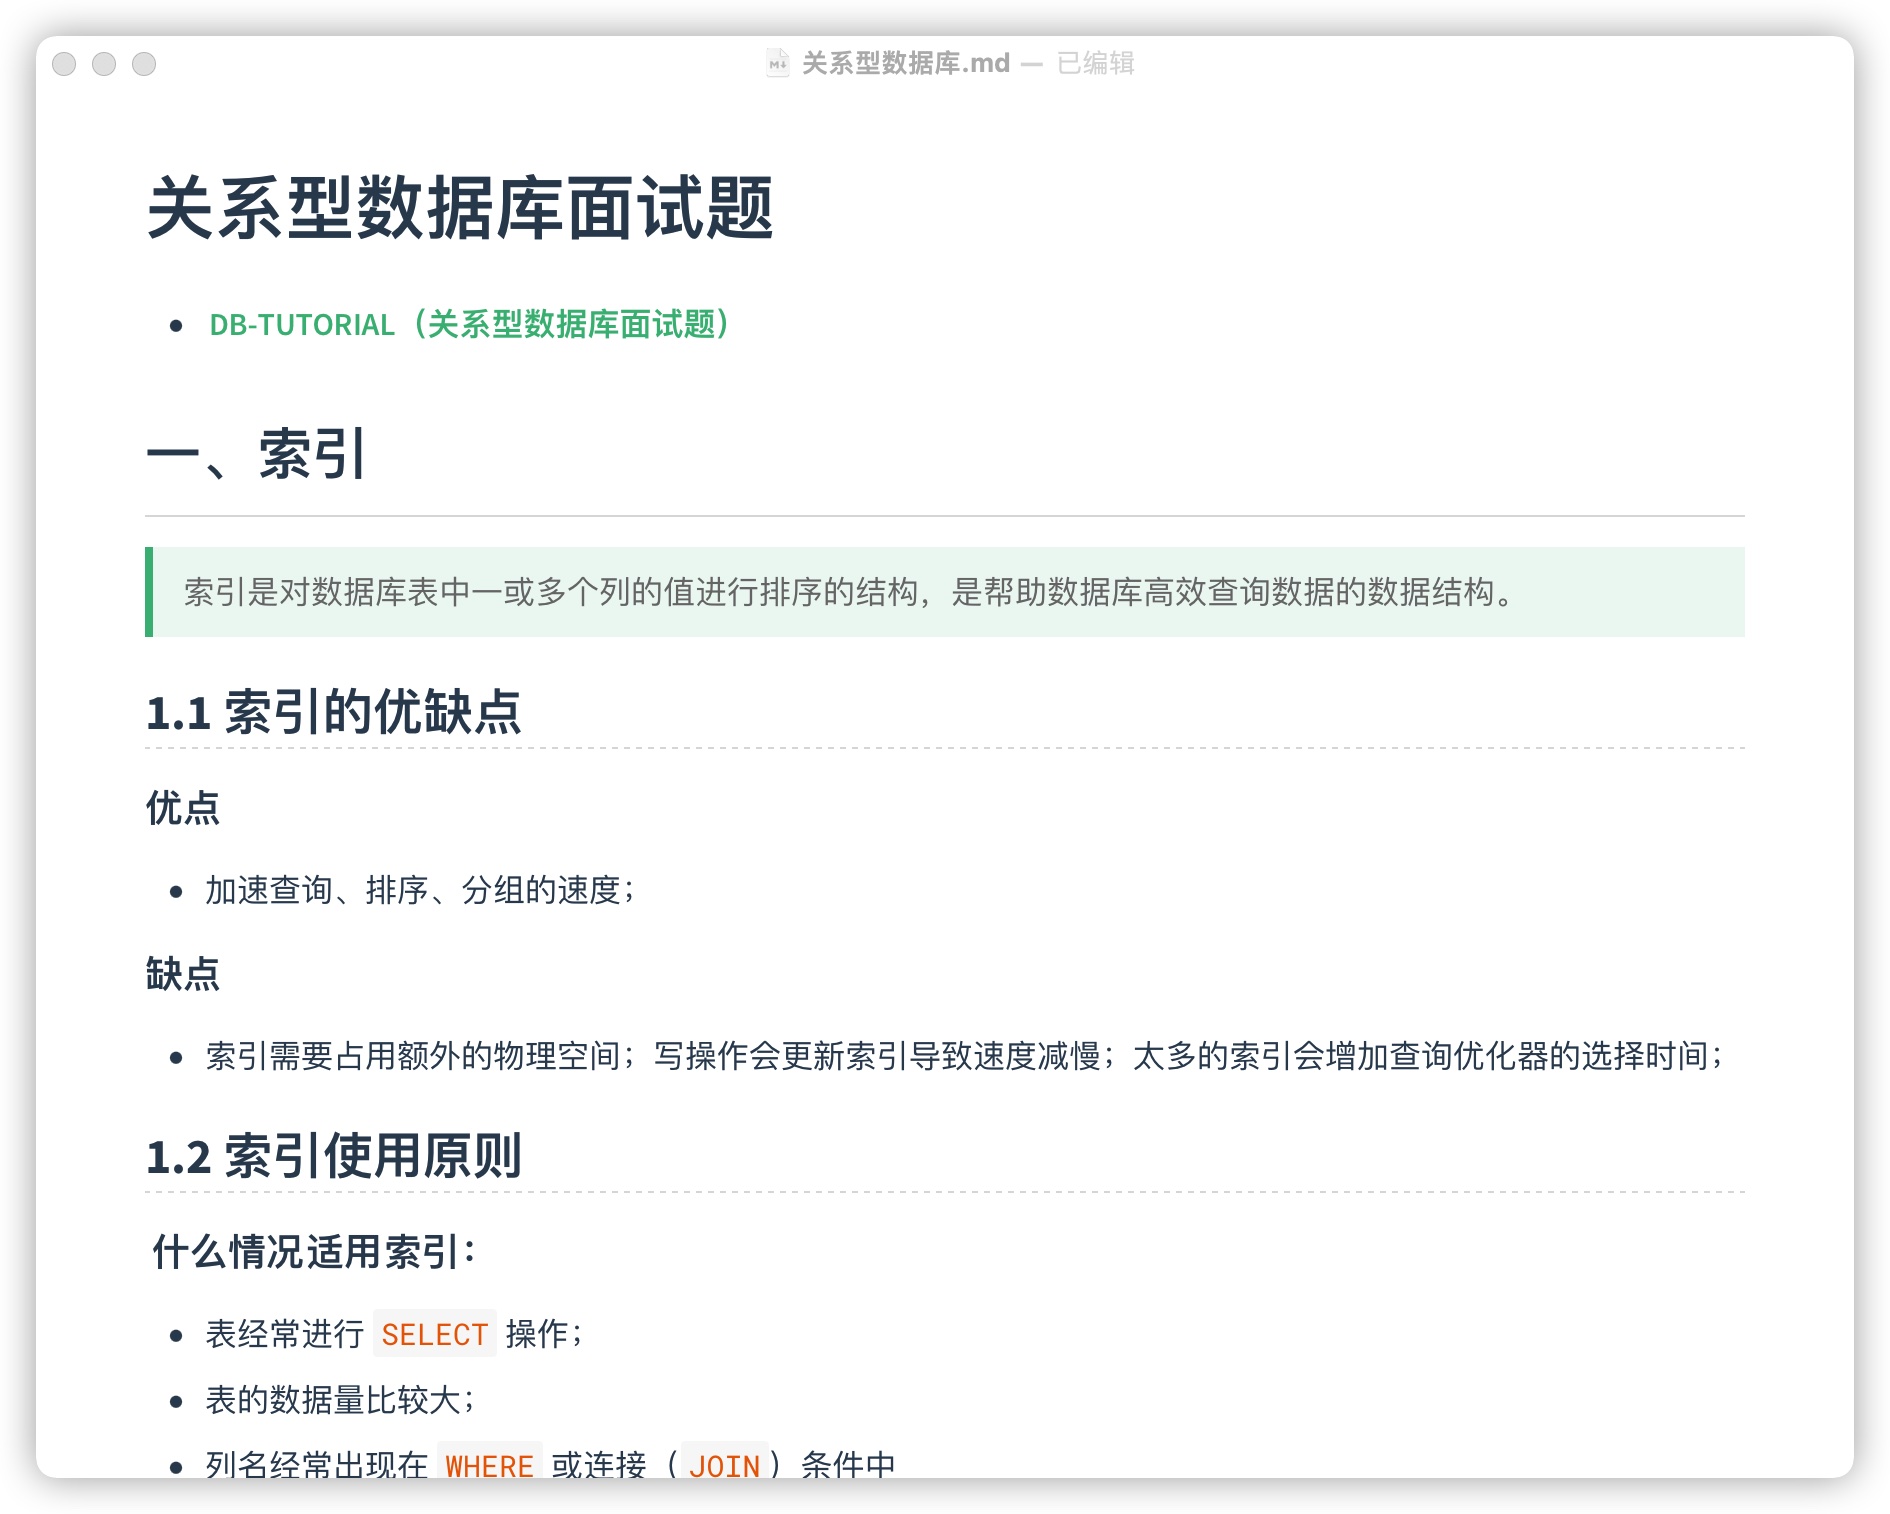 关系型数据库.md — 已编辑
关系型数据库面试题
DB-TUTORIAL（关系型数据库面试题）
一、索引
索引是对数据库表中一或多个列的值进行排序的结构，是帮助数据库高效查询数据的数据结构。
1.1 索引的优缺点
优点
加速查询、排序、分组的速度；
缺点
索引需要占用额外的物理空间；写操作会更新索引导致速度减慢；太多的索引会增加查询优化器的选择时间；
1.2 索引使用原则
什么情况适用索引：
表经常进行 SELECT 操作；
表的数据量比较大；
列名经常出现在 WHERE 或连接（JOIN）条件中